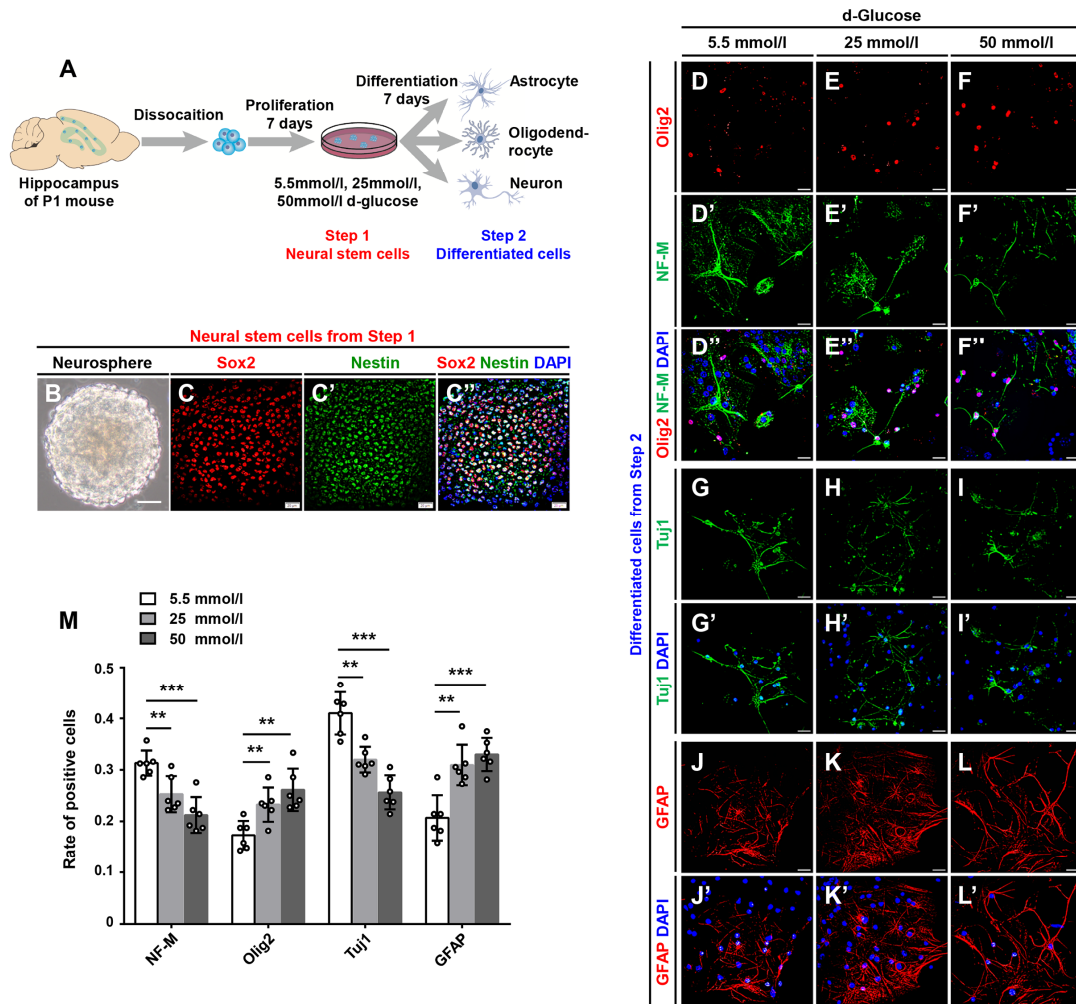 A
Dissocaition
Proliferation
7 days
Differentiation
7 days
Astrocyte
Oligodend-
rocyte
Neuron
Hippocampus
of P1 mouse
5.5mmol/l, 25mmol/l,
50mmol/l d-glucose
Step 1
Neural stem cells
Step 2
Differentiated cells
Neural stem cells from Step 1
Neurosphere
Sox2
Nestin
Sox2 Nestin DAPI
B
C
C’
C’’
M
5.5 mmol/l
25 mmol/l
50 mmol/l
Rate of positive cells
0.5
0.4
0.3
0.2
0.1
0
***
**
**
**
***
**
***
**
NF-M
Olig2
Tuj1
GFAP
d-Glucose
5.5 mmol/l
25 mmol/l
50 mmol/l
Differentiated cells from Step 2
Olig2
D
E
F
NF-M
D’
E’
F’
Olig2 NF-M DAPI
D’’
E’’
F’’
Tuj1
G
H
I
Tuj1 DAPI
G’
H’
I’
GFAP
J
K
L
GFAP DAPI
J’
K’
L’